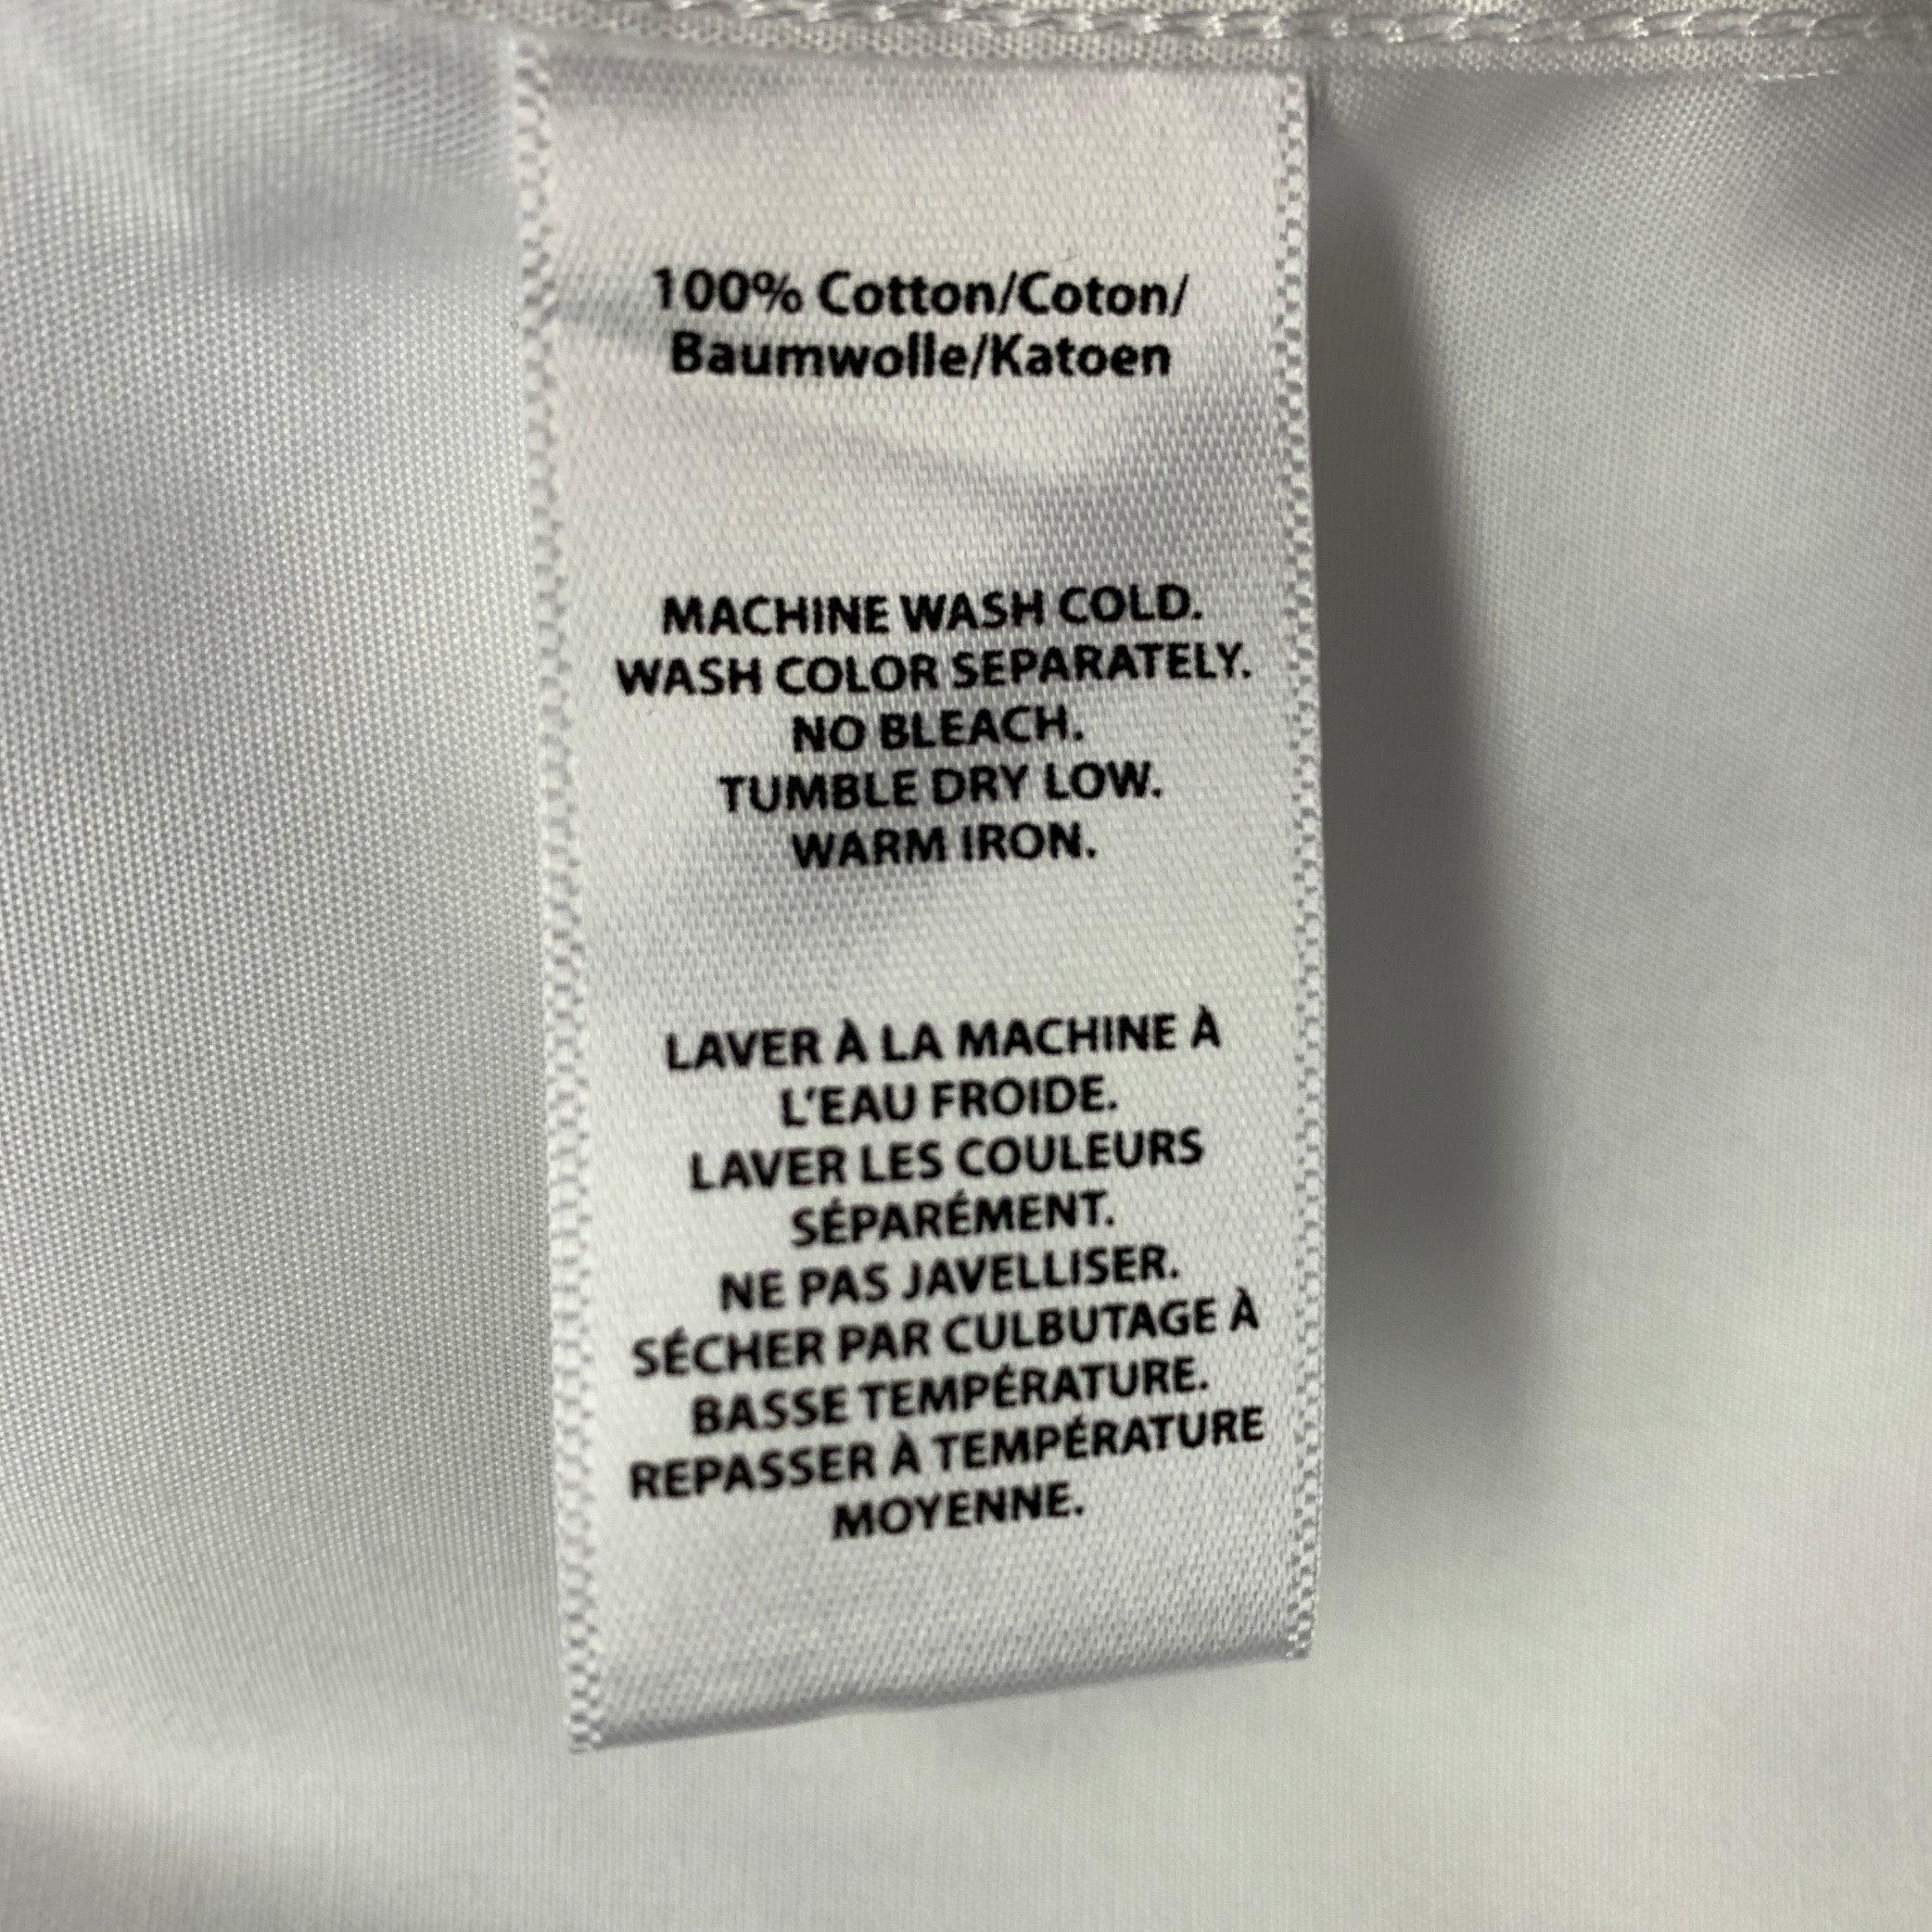 100% Cotton/Coton/
Baumwolle/Katoen
MACHINE WASH COLD.
WASH COLOR SEPARATELY.
NO BLEACH.
TUMBLE DRY LOW.
WARM IRON.
LAVER À LA MACHINE À
L'EAU FROIDE.
LAVER LES COULEURS
SÉPARÉMENT.
NE PAS JAVELLISER.
SÉCHER PAR CULBUTAGE À
BASSE TEMPÉRATURE.
REPASSER À TEMPÉRATURE
MOYENNE.